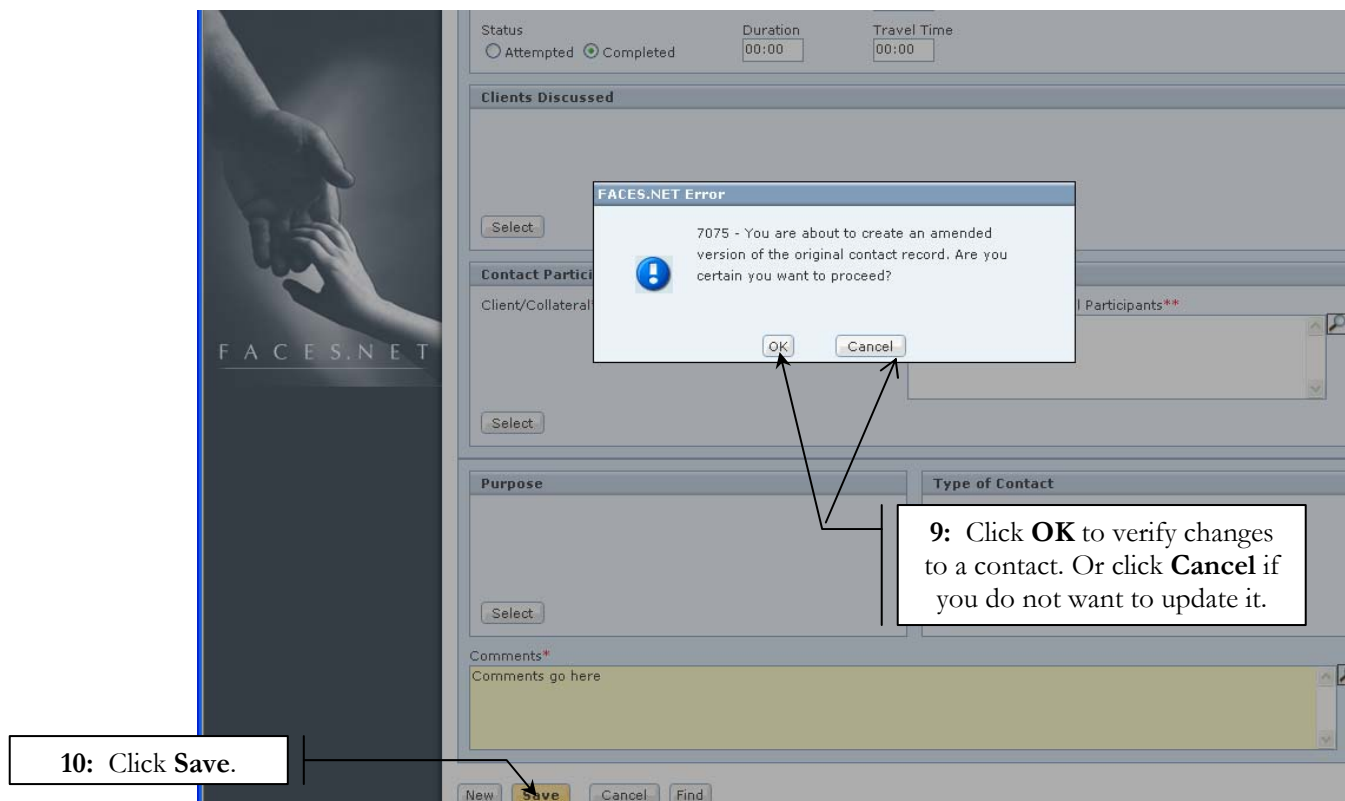 Status Duration Travel Time
Attempted Completed 00:00 00:00
Clients Discussed
Select
FACES.NET Error
7075 - You are about to create an amended
version of the original contact record. Are you
certain you want to proceed?
OK Cancel
Contact Partici
Client/Collateral l Participants**
FACES.NET
Select
Purpose Type of Contact
9: Click OK to verify changes
to a contact. Or click Cancel if
you do not want to update it.
Select
Comments*
Comments go here
10: Click Save.
New Save Cancel Find